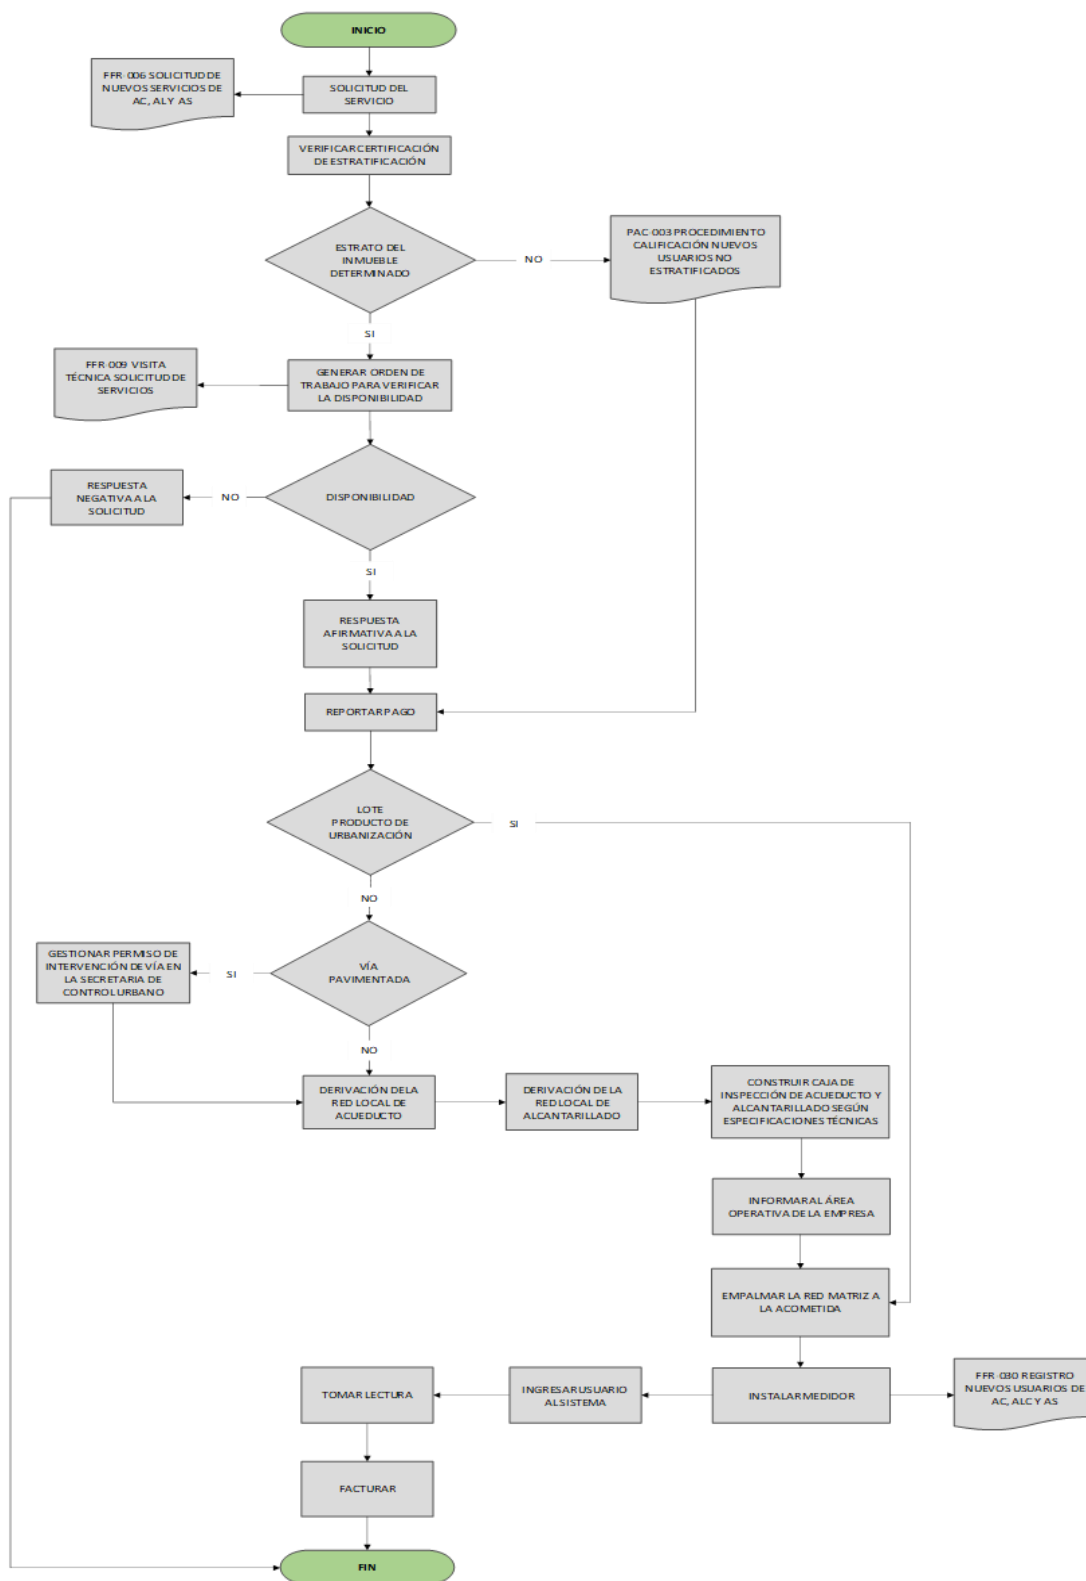 INICIO
FFR-006 SOLICITUD DE
NUEVOS SERVICIOS DE
AC, AL Y AS
SOLICITUD DEL
SERVICIO
VERIFICAR CERTIFICACIÓN
DE ESTRATIFICACIÓN
ESTRATO DEL
INMUEBLE
DETERMINADO
NO
PAC-003 PROCEDIMIENTO
CALIFICACIÓN NUEVOS
USUARIOS NO
ESTRATIFICADOS
SI
FFR-009 VISITA
TÉCNICA SOLICITUD DE
SERVICIOS
GENERAR ORDEN DE
TRABAJO PARA VERIFICAR
LA DISPONIBILIDAD
RESPUESTA
NEGATIVA A LA
SOLICITUD
NO
DISPONIBILIDAD
SI
RESPUESTA
AFIRMATIVA A LA
SOLICITUD
REPORTAR PAGO
LOTE
PRODUCTO DE
URBANIZACIÓN
SI
NO
GESTIONAR PERMISO DE
INTERVENCIÓN DE VÍA EN
LA SECRETARIA DE
CONTROL URBANO
SI
VÍA
PAVIMENTADA
NO
DERIVACIÓN DE LA
RED LOCAL DE
ACUEDUCTO
DERIVACIÓN DE LA
RED LOCAL DE
ALCANTARILLADO
CONSTRUIR CAJA DE
INSPECCIÓN DE ACUEDUCTO Y
ALCANTARILLADO SEGÚN
ESPECIFICACIONES TÉCNICAS
INFORMAR AL ÁREA
OPERATIVA DE LA EMPRESA
EMPALMAR LA RED MATRIZ A
LA ACOMETIDA
TOMAR LECTURA
INGRESAR USUARIO
AL SISTEMA
INSTALAR MEDIDOR
FFR-030 REGISTRO
NUEVOS USUARIOS DE
AC, ALC Y AS
FACTURAR
FIN